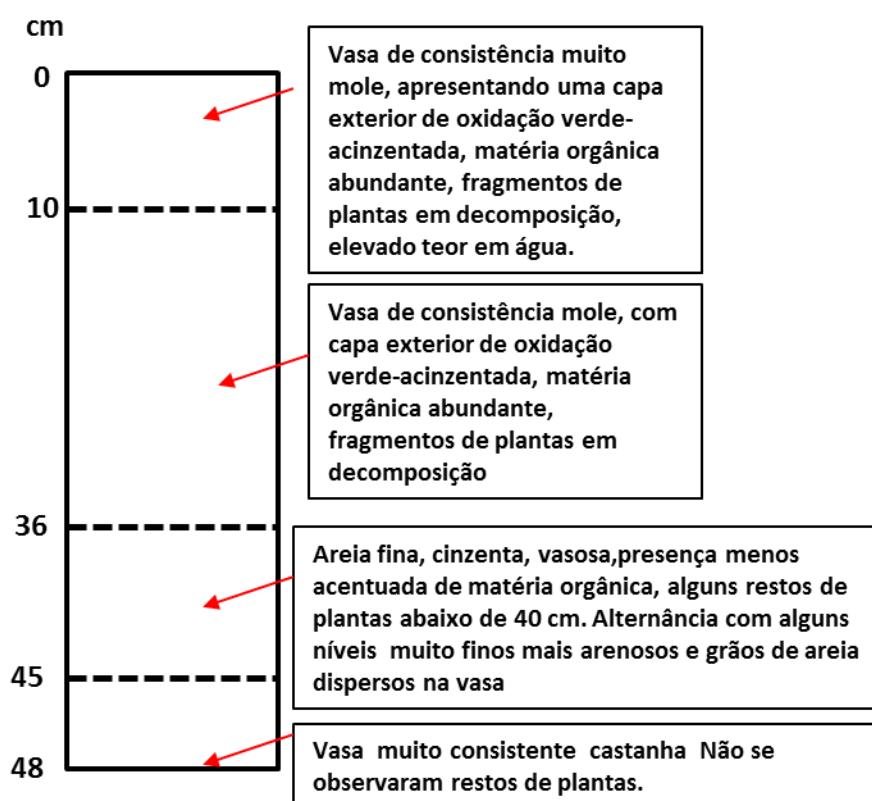 cm
0
Vasa de consistência muito
mole, apresentando uma capa
exterior de oxidação verde-
acinzentada, matéria orgânica
abundante, fragmentos de
plantas em decomposição,
elevado teor em água.
10
Vasa de consistência mole, com
capa exterior de oxidação
verde-acinzentada, matéria
orgânica abundante,
fragmentos de plantas em
decomposição
36
Areia fina, cinzenta, vasosa,presença menos
acentuada de matéria orgânica, alguns restos de
plantas abaixo de 40 cm. Alternância com alguns
níveis muito finos mais arenosos e grãos de areia
dispersos na vasa
45
Vasa muito consistente castanha Não se
observaram restos de plantas.
48